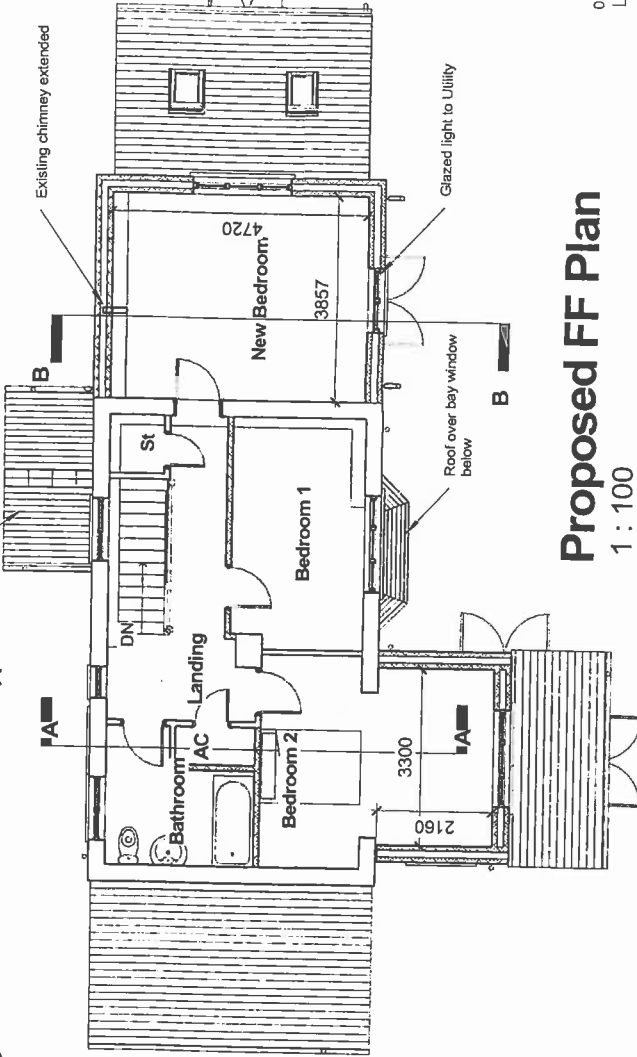 Existing chimney extended
B
St
4720
New Bedroom
3857
Glazed light to Utility
DN
Landing
Bedroom 1
Roof over bay window
below
B
A
AC
Bathroom
Bedroom 2
3300
A
2160
Proposed FF Plan
1 : 100
0
L